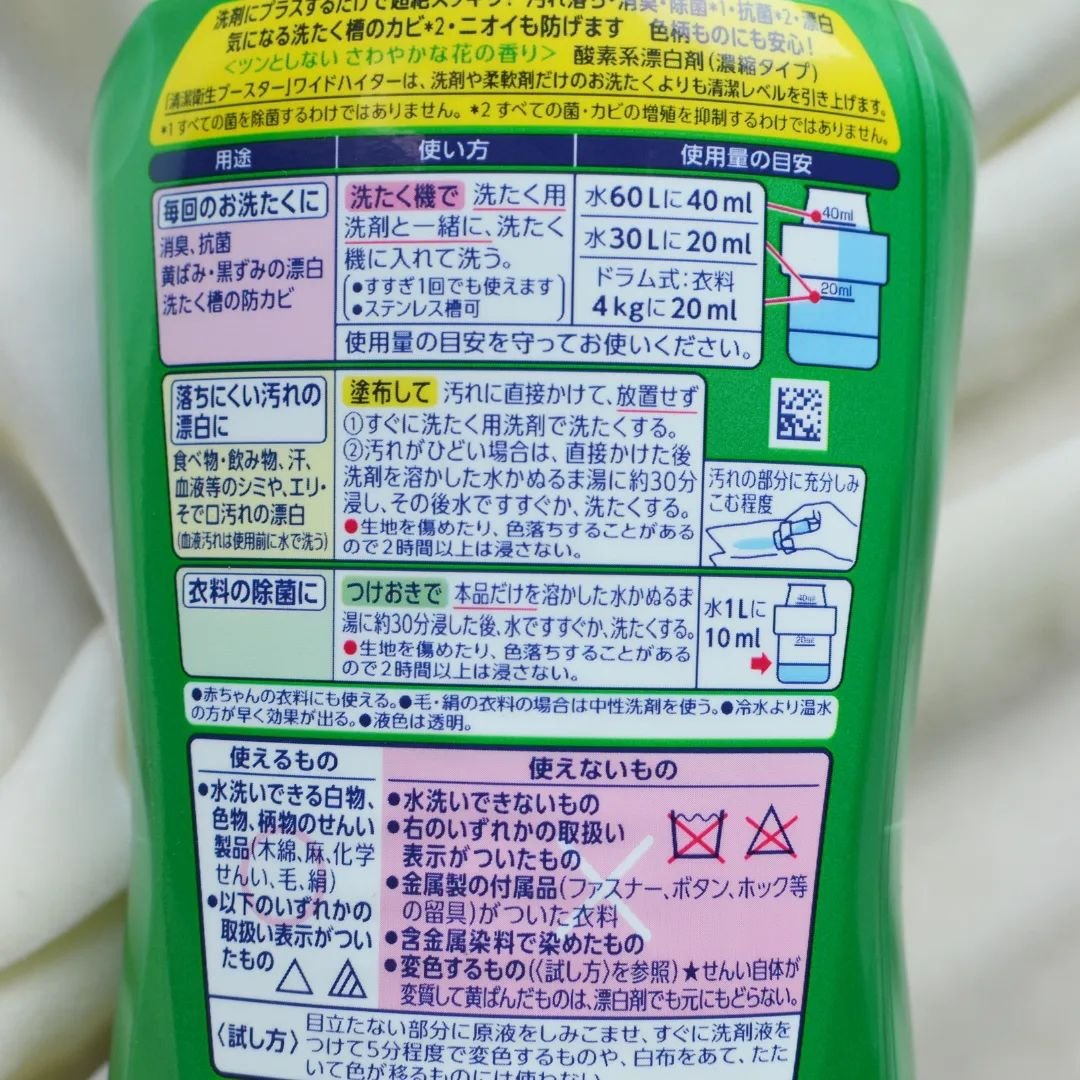 洗剤にプラスするだけで超絶スッキリ!汚れ落ち・消臭・除菌*1・抗菌*2・漂白
気になる洗たく槽のカビ*2・ニオイも防げます 色柄ものにも安心!
<ツンとしない さわやかな花の香り> 酸素系漂白剤(濃縮タイプ)
「清潔衛生ブースター」ワイドハイターは、洗剤や柔軟剤だけのお洗たくよりも清潔レベルを引き上げます。
*1 すべての菌を除菌するわけではありません。*2 すべての菌・カビの増殖を抑制するわけではありません。
用途 使い方 使用量の目安
毎回のお洗たくに
消臭、抗菌
黄ばみ・黒ずみの漂白
洗たく槽の防カビ
洗たく機で 洗たく用
洗剤と一緒に、洗たく
機に入れて洗う。
●すすぎ1回でも使えます
●ステンレス槽可
水60Lに40ml
水30Lに20ml
ドラム式:衣料
4kgに20ml
40ml
20ml
使用量の目安を守ってお使いください。
落ちにくい汚れの
漂白に
食べ物・飲み物、汗、
血液等のシミや、エリ・
そで口汚れの漂白
(血液汚れは使用前に水で洗う)
塗布して 汚れに直接かけて、放置せず
①すぐに洗たく用洗剤で洗たくする。
②汚れがひどい場合は、直接かけた後
洗剤を溶かした水かぬるま湯に約30分
浸し、その後水ですすぐか、洗たくする。
●生地を傷めたり、色落ちすることがある
ので2時間以上は浸さない。
汚れの部分に充分しみ
こむ程度
衣料の除菌に
つけおきで 本品だけを溶かした水かぬるま
湯に約30分浸した後、水ですすぐか、洗たくする。
●生地を傷めたり、色落ちすることがある
ので2時間以上は浸さない。
水1Lに
10ml
40ml
20ml
●赤ちゃんの衣料にも使える。●毛・絹の衣料の場合は中性洗剤を使う。●冷水より温水
の方が早く効果が出る。●液色は透明。
使えるもの
●水洗いできる白物、
色物、柄物のせんい
製品(木綿、麻、化学
せんい、毛、絹)
●以下のいずれかの
取扱い表示がつい
たもの
使えないもの
●水洗いできないもの
●右のいずれかの取扱い
表示がついたもの
●金属製の付属品(ファスナー、ボタン、ホック等
の留具)がついた衣料
●含金属染料で染めたもの
●変色するもの(〈試し方〉を参照)★せんい自体が
変質して黄ばんだものは、漂白剤でも元にもどらない。
〈試し方〉
目立たない部分に原液をしみこませ、すぐに洗剤液を
つけて5分程度で変色するものや、白布をあて、たた
いて色が移るものには使わない。